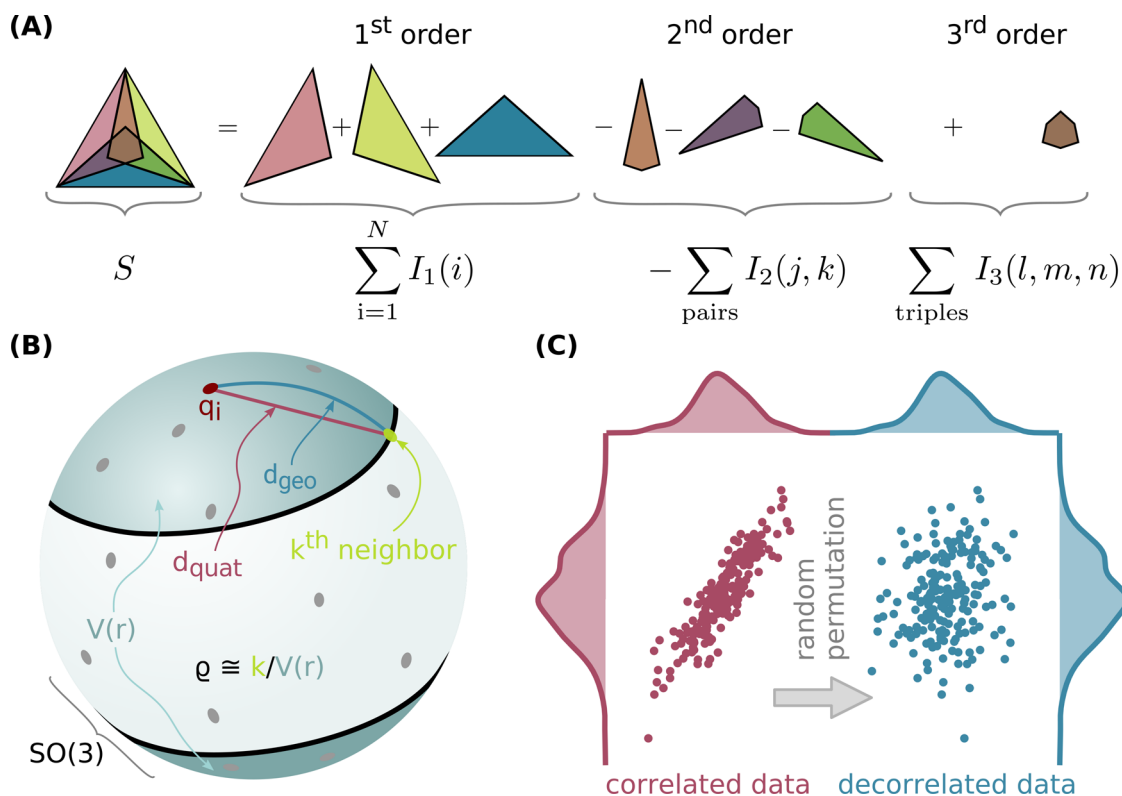 (A)
1st order 2nd order 3rd order
= + + − − − +
S
N
∑ I1(i) − ∑ I2(j, k) ∑ I3(l, m, n)
i=1 pairs triples
(B)
qi
dgeo
kth neighbor
dquat
V(r)
ϱ ≅ k/V(r)
SO(3)
(C)
random
permutation
correlated data decorrelated data